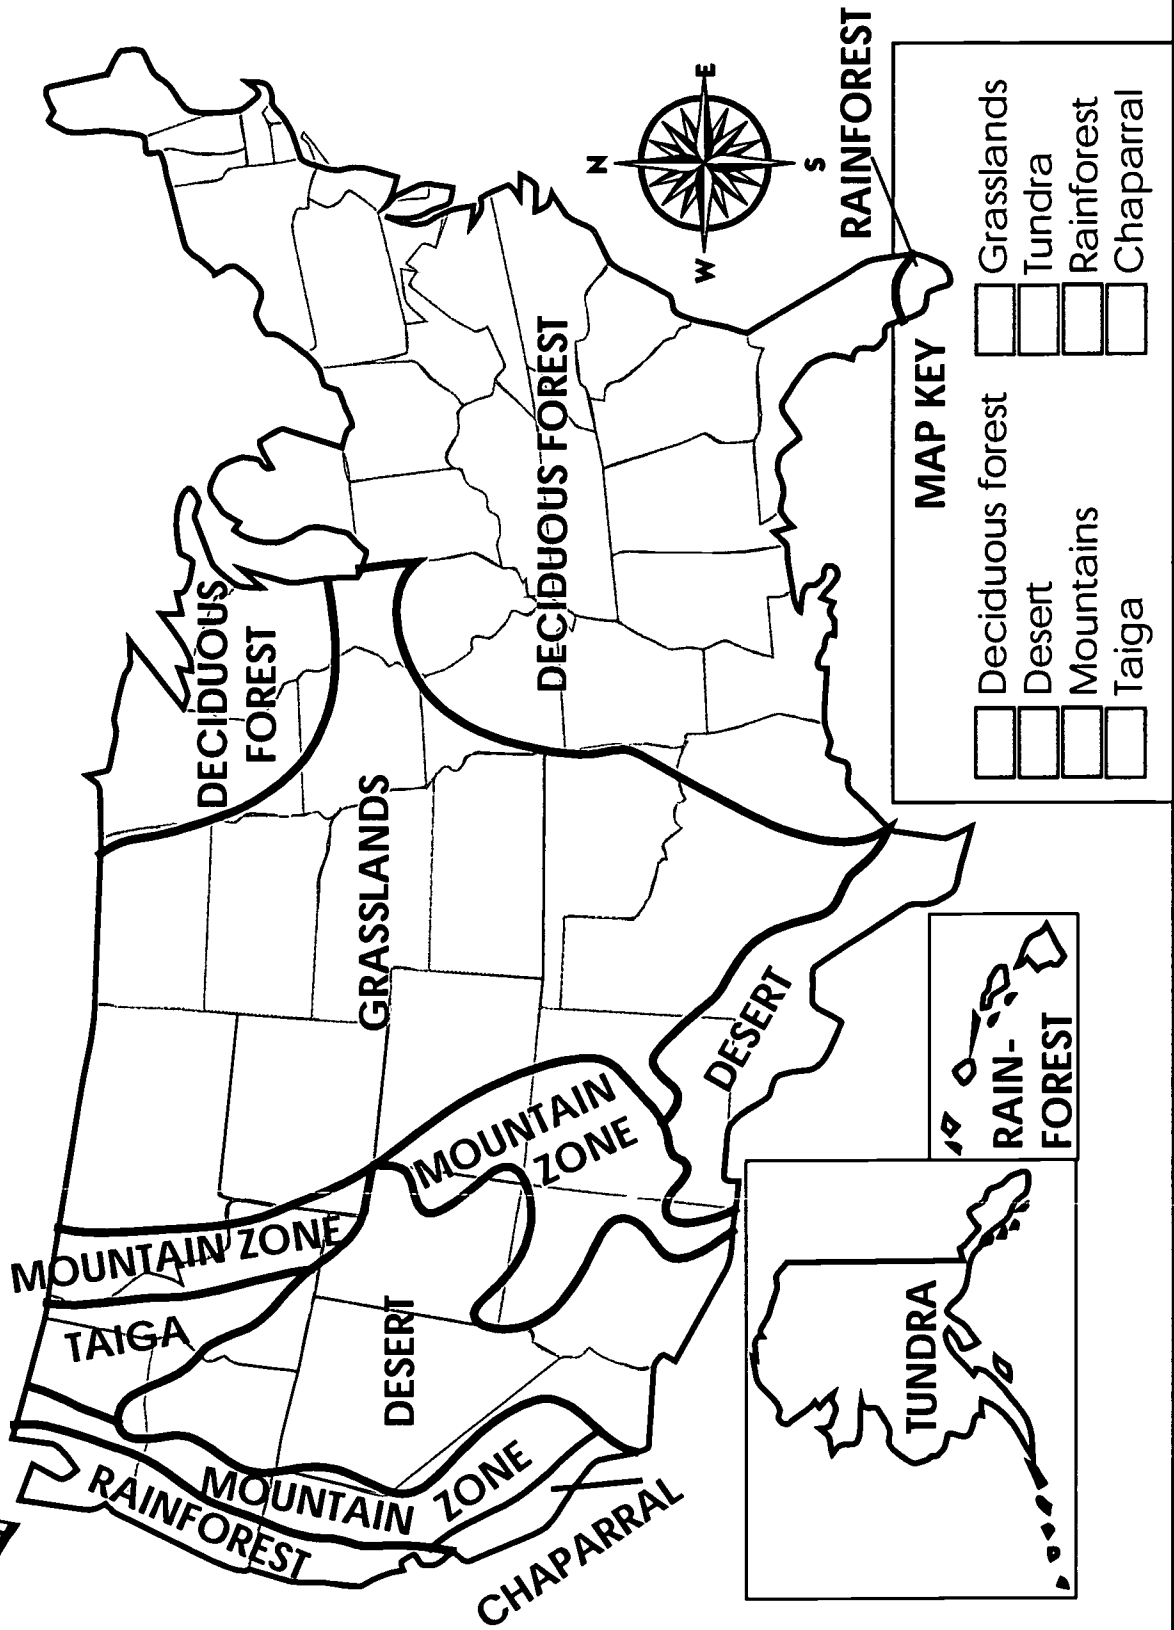 MOUNTAIN ZONE
TAIGA
RAINFOREST
MOUNTAIN
ZONE
CHAPARRAL
DESERT
MOUNTAIN
ZONE
GRASSLANDS
DECIDUOUS
FOREST
DECIDUOUS FOREST
DESERT
N
E
S
W
RAINFOREST
TUNDRA
RAIN-
FOREST
MAP KEY
Deciduous forest
Desert
Mountains
Taiga
Grasslands
Tundra
Rainforest
Chaparral